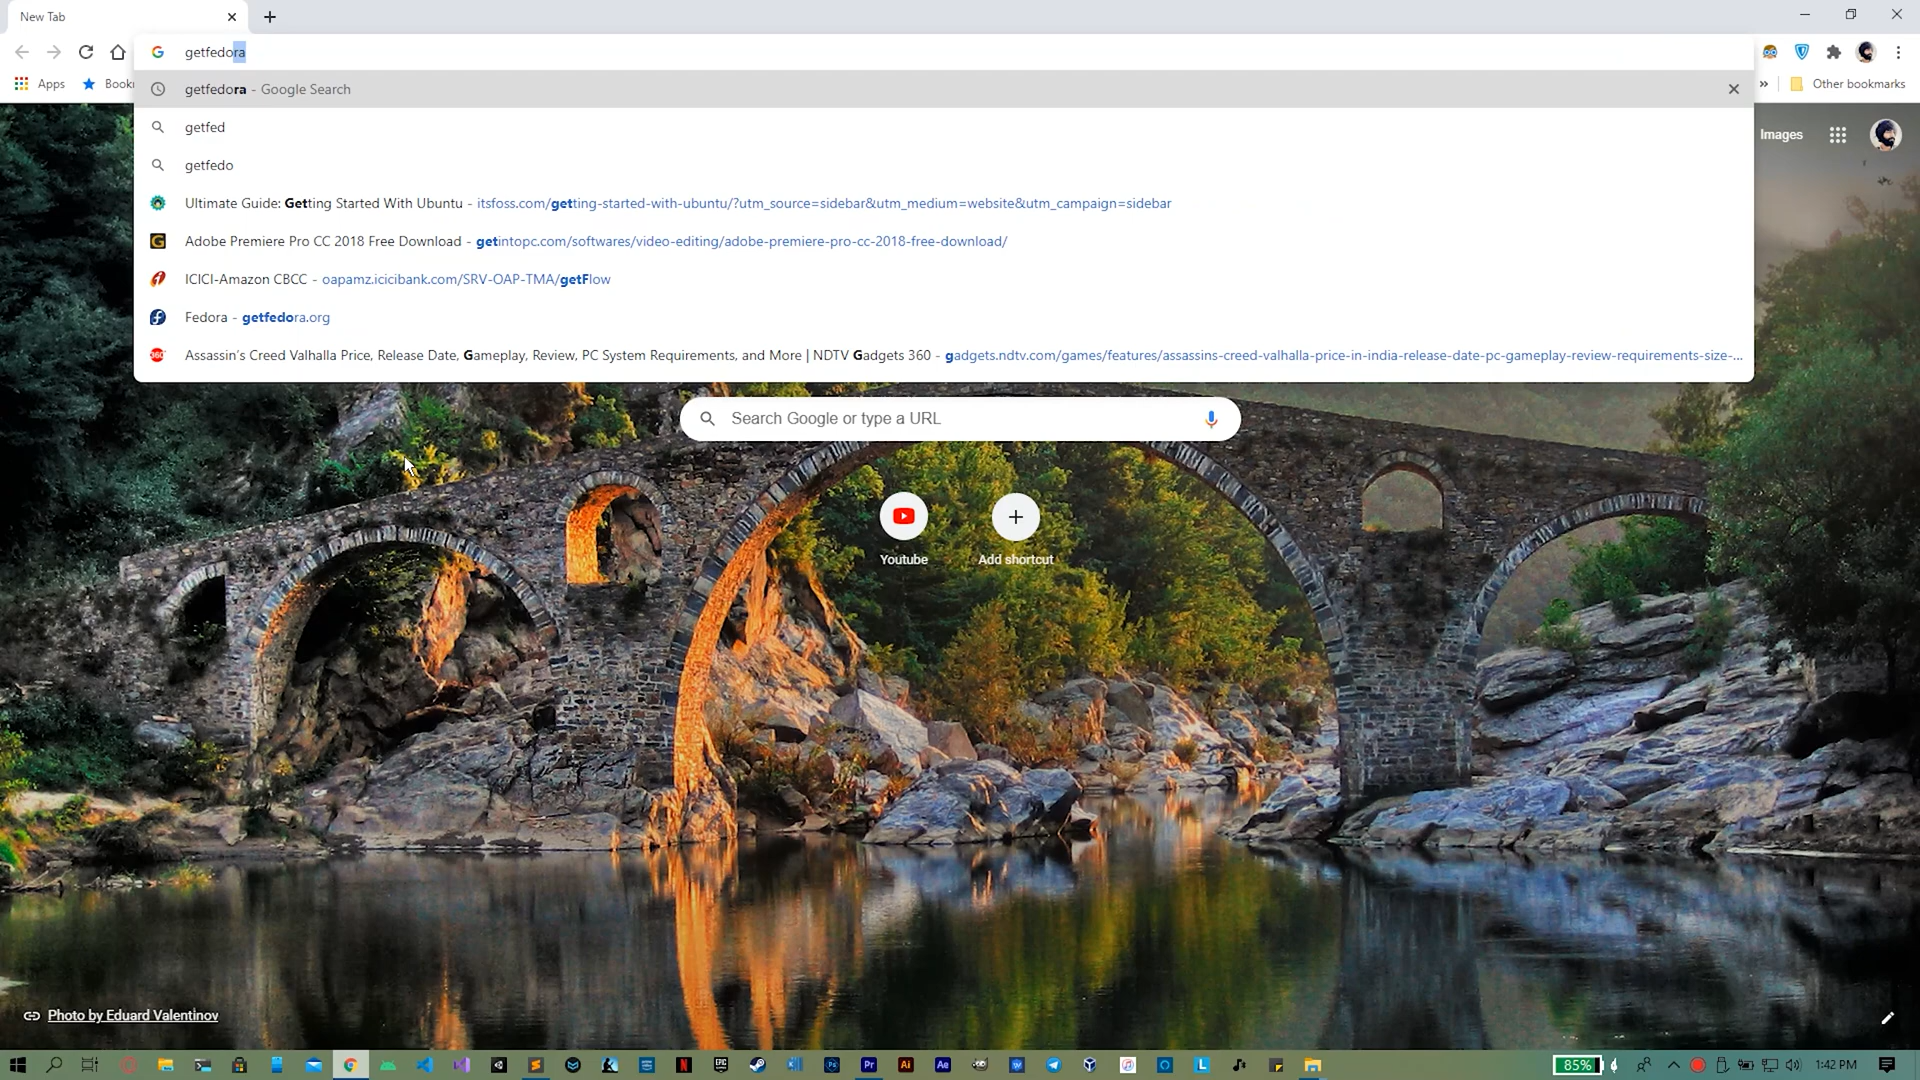 New Tab
getfedora
Apps
Bookr
getfedora - Google Search
Other bookmarks
getfed
Images
getfedo
Ultimate Guide: Getting Started With Ubuntu - itsfoss.com/getting-started-with-ubuntu/?utm_source=sidebar&utm_medium=website&utm_campaign=sidebar
Adobe Premiere Pro CC 2018 Free Download - getintopc.com/softwares/video-editing/adobe-premiere-pro-cc-2018-free-download/
ICICI-Amazon CBCC - oapamz.icicibank.com/SRV-OAP-TMA/getFlow
Fedora - getfedora.org
Assassin's Creed Valhalla Price, Release Date, Gameplay, Review, PC System Requirements, and More | NDTV Gadgets 360 - gadgets.ndtv.com/games/features/assassins-creed-valhalla-price-in-india-release-date-pc-gameplay-review-requirements-size-...
Search Google or type a URL
Youtube
Add shortcut
Photo by Eduard Valentinov
85%
1:42 PM